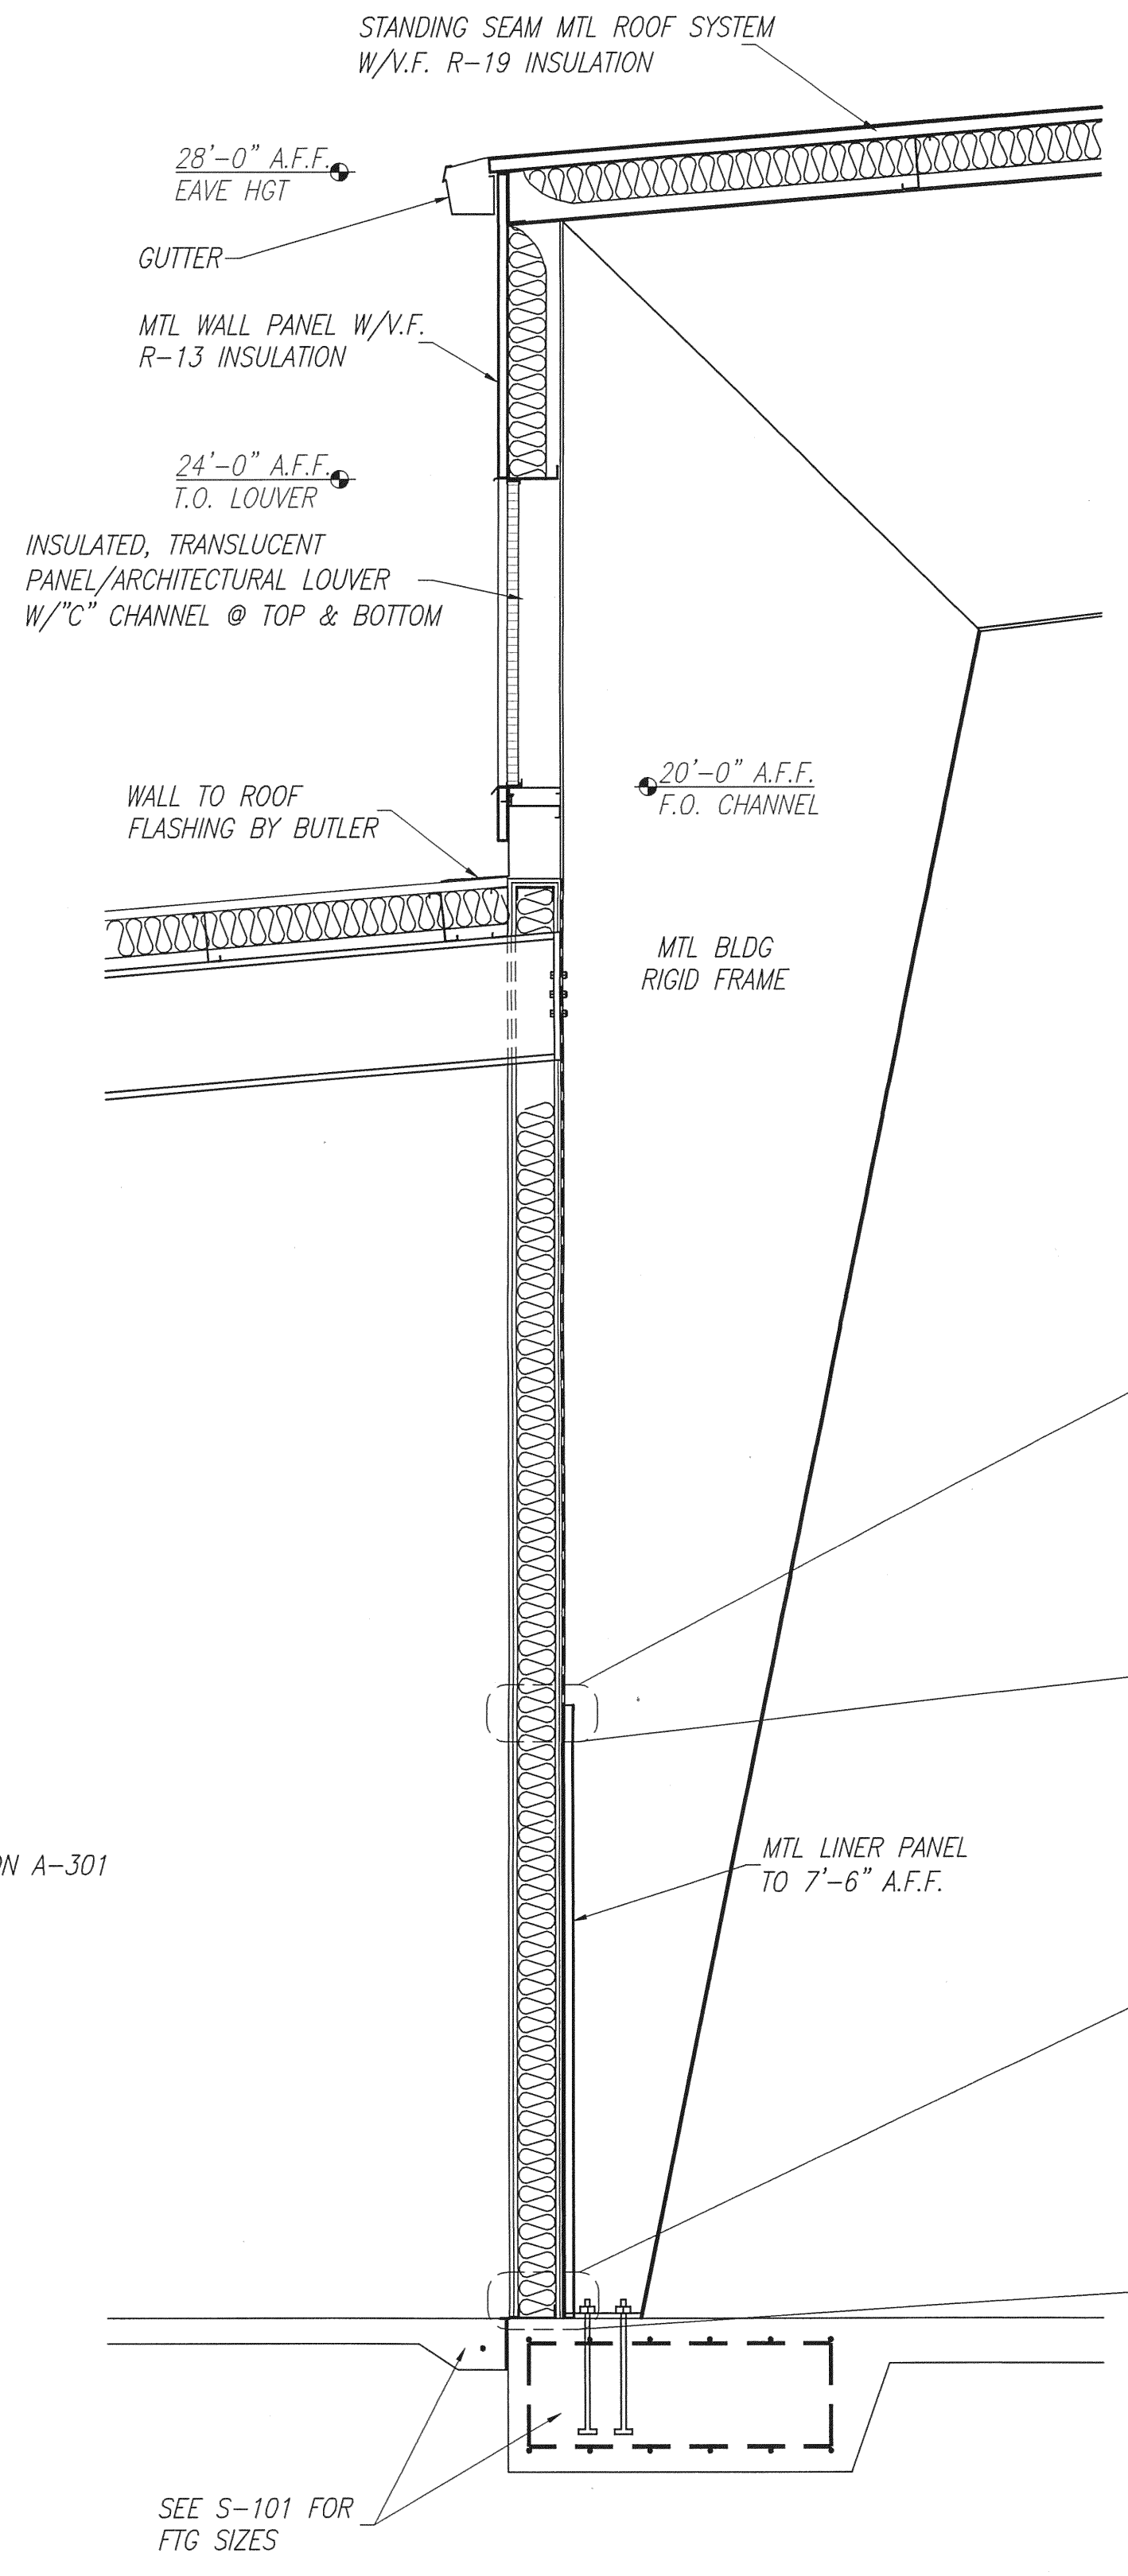 STANDING SEAM MTL ROOF SYSTEM
W/V.F. R-19 INSULATION
28'-0" A.F.F.
EAVE HGT
GUTTER
MTL WALL PANEL W/V.F.
R-13 INSULATION
24'-0" A.F.F.
T.O. LOUVER
INSULATED, TRANSLUCENT
PANEL/ARCHITECTURAL LOUVER
W/"C" CHANNEL @ TOP & BOTTOM
20'-0" A.F.F.
F.O. CHANNEL
WALL TO ROOF
FLASHING BY BUTLER
MTL BLDG
RIGID FRAME
MTL LINER PANEL
TO 7'-6" A.F.F.
A-301
SEE S-101 FOR
FTG SIZES